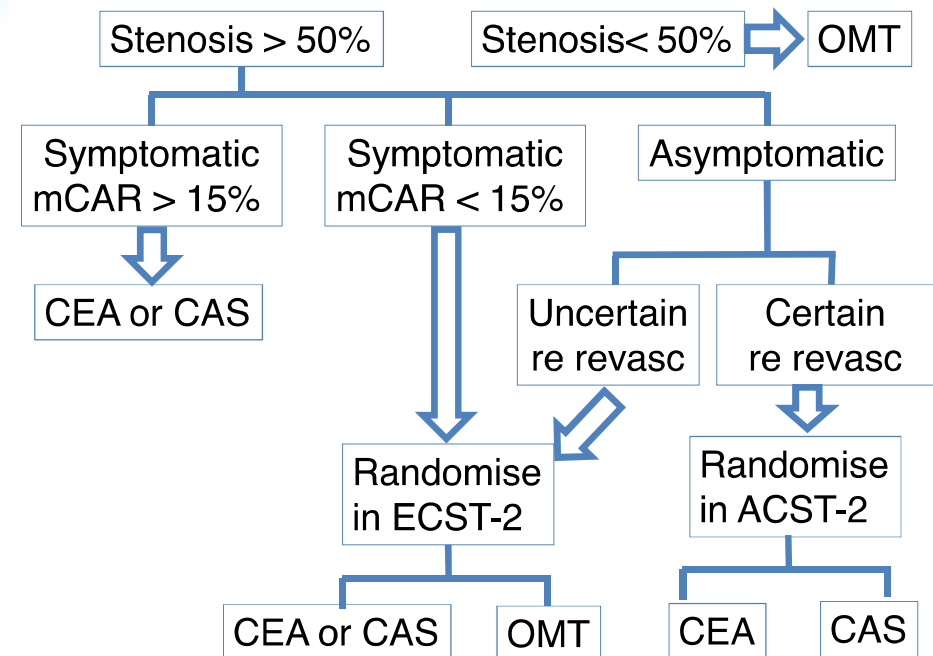 Stenosis > 50%
Stenosis< 50%
OMT
Symptomatic
mCAR > 15%
Symptomatic
mCAR < 15%
Asymptomatic
CEA or CAS
Uncertain
re revasc
Certain
re revasc
Randomise
in ECST-2
Randomise
in ACST-2
CEA or CAS
OMT
CEA
CAS